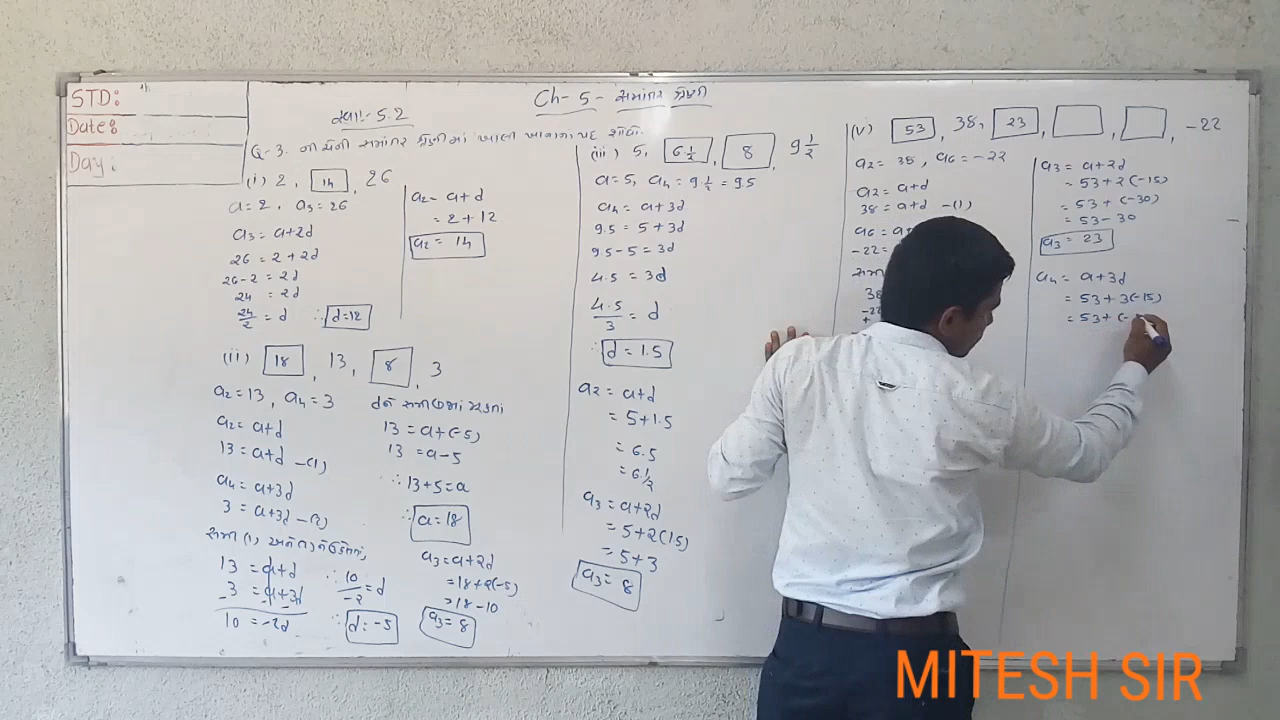 STD:
Date:
Day:
Ch-5 - સમાંતર શ્રેણી
સ્વા:- 5.2
Q-3. નીચેની સમાંતર શ્રેણીમાં ખાલી ખાનાના પદ શોધો.
(i) 2, 14, 26
a=2, a3=26
a3=a+2d
26=2+2d
26-2=2d
24=2d
24/2=d ∴ d=12
a2=a+d
=2+12
a2=14
(ii) 18, 13, 8, 3
a2=13, a4=3
a2=a+d
13=a+d -(1)
a4=a+3d
3=a+3d -(2)
13=a+d
3=a+3d
- - -
10=-2d
∴ 10/-2=d
∴ d=-5
13=a+(-5)
13=a-5
∴ 13+5=a
∴ a=18
a3=a+2d
=18+2(-5)
=18-10
a3=8
(iii) 5, 6 1/2, 8, 9 1/2
a=5, a4=9 1/2=9.5
a4=a+3d
9.5=5+3d
9.5-5=3d
4.5=3d
4.5/3=d
∴ d=1.5
a2=a+d
=5+1.5
=6.5
=6 1/2
a3=a+2d
=5+2(1.5)
=5+3
a3=8
(v) 53, 38, 23, , , -22
a2=38, a6=-22
a2=a+d
38=a+d -(1)
a6=a
-22=
a3=a+2d
=53+2(-15)
=53+(-30)
=53-30
a3=23
a4=a+3d
=53+3(-15)
=53+(-
MITESH SIR